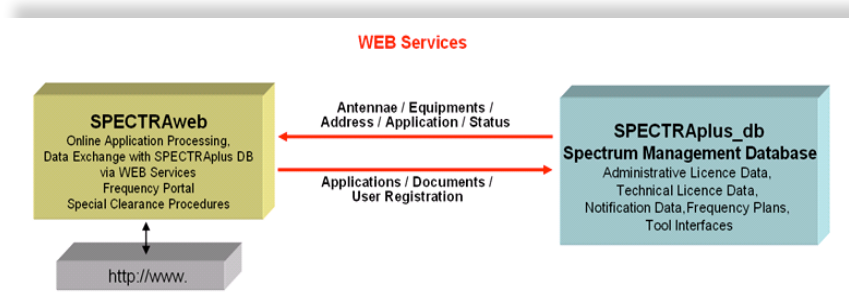 WEB Services
SPECTRAweb
Online Application Processing,
Data Exchange with SPECTRAplus DB
via WEB Services
Frequency Portal
Special Clearance Procedures
http://www.
Antennae / Equipments /
Address / Application / Status
Applications / Documents /
User Registration
SPECTRAplus_db
Spectrum Management Database
Administrative Licence Data,
Technical Licence Data,
Notification Data,Frequency Plans,
Tool Interfaces